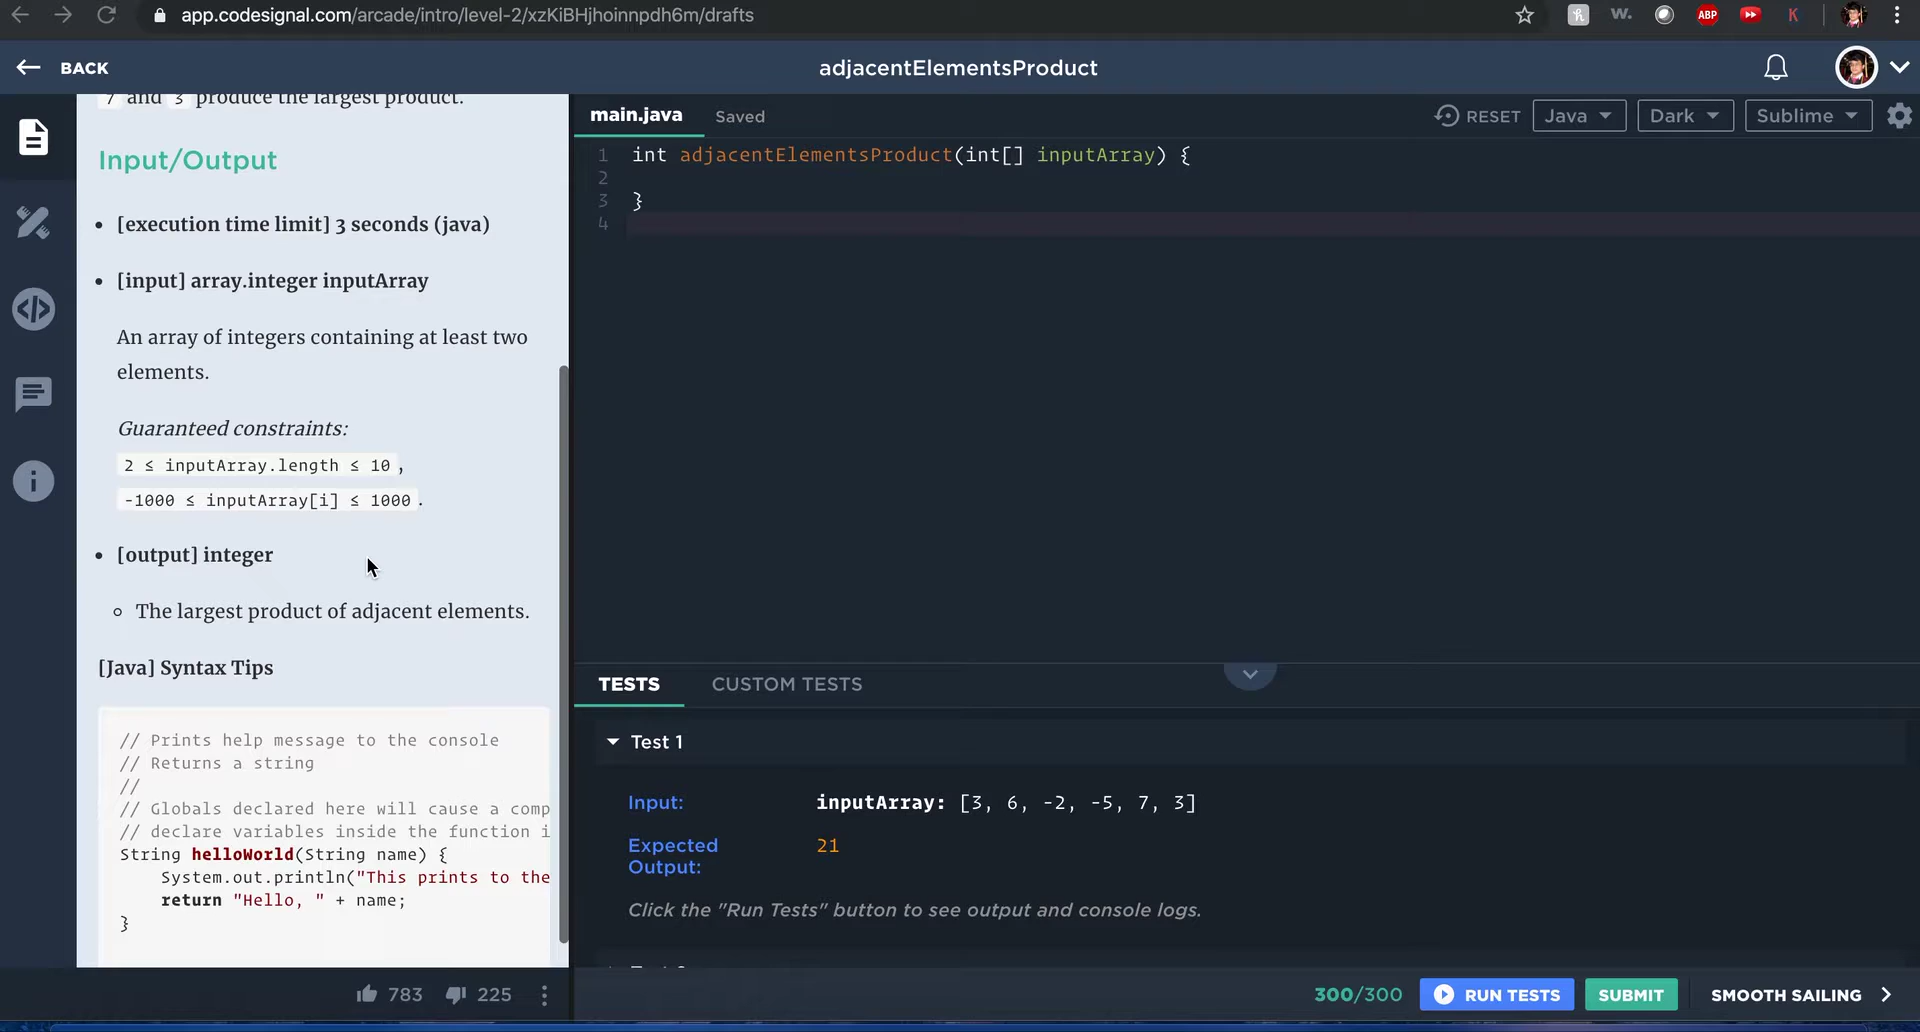 app.codesignal.com/arcade/intro/level-2/xzKiBHjhoinnpdh6m/drafts
ABP
K
BACK
adjacentElementsProduct
7 and 3 produce the largest product.
Input/Output
• [execution time limit] 3 seconds (java)
• [input] array.integer inputArray
An array of integers containing at least two
elements.
Guaranteed constraints:
2 ≤ inputArray.length ≤ 10 ,
-1000 ≤ inputArray[i] ≤ 1000 .
• [output] integer
The largest product of adjacent elements.
[Java] Syntax Tips
// Prints help message to the console
// Returns a string
//
// Globals declared here will cause a comp
// declare variables inside the function i
String helloWorld(String name) {
System.out.println("This prints to the
return "Hello, " + name;
}
783
225
main.java
Saved
RESET
Java
Dark
Sublime
1 int adjacentElementsProduct(int[] inputArray) {
2
3 }
4
TESTS
CUSTOM TESTS
Test 1
Input:
inputArray: [3, 6, -2, -5, 7, 3]
Expected
Output:
21
Click the "Run Tests" button to see output and console logs.
300/300
RUN TESTS
SUBMIT
SMOOTH SAILING